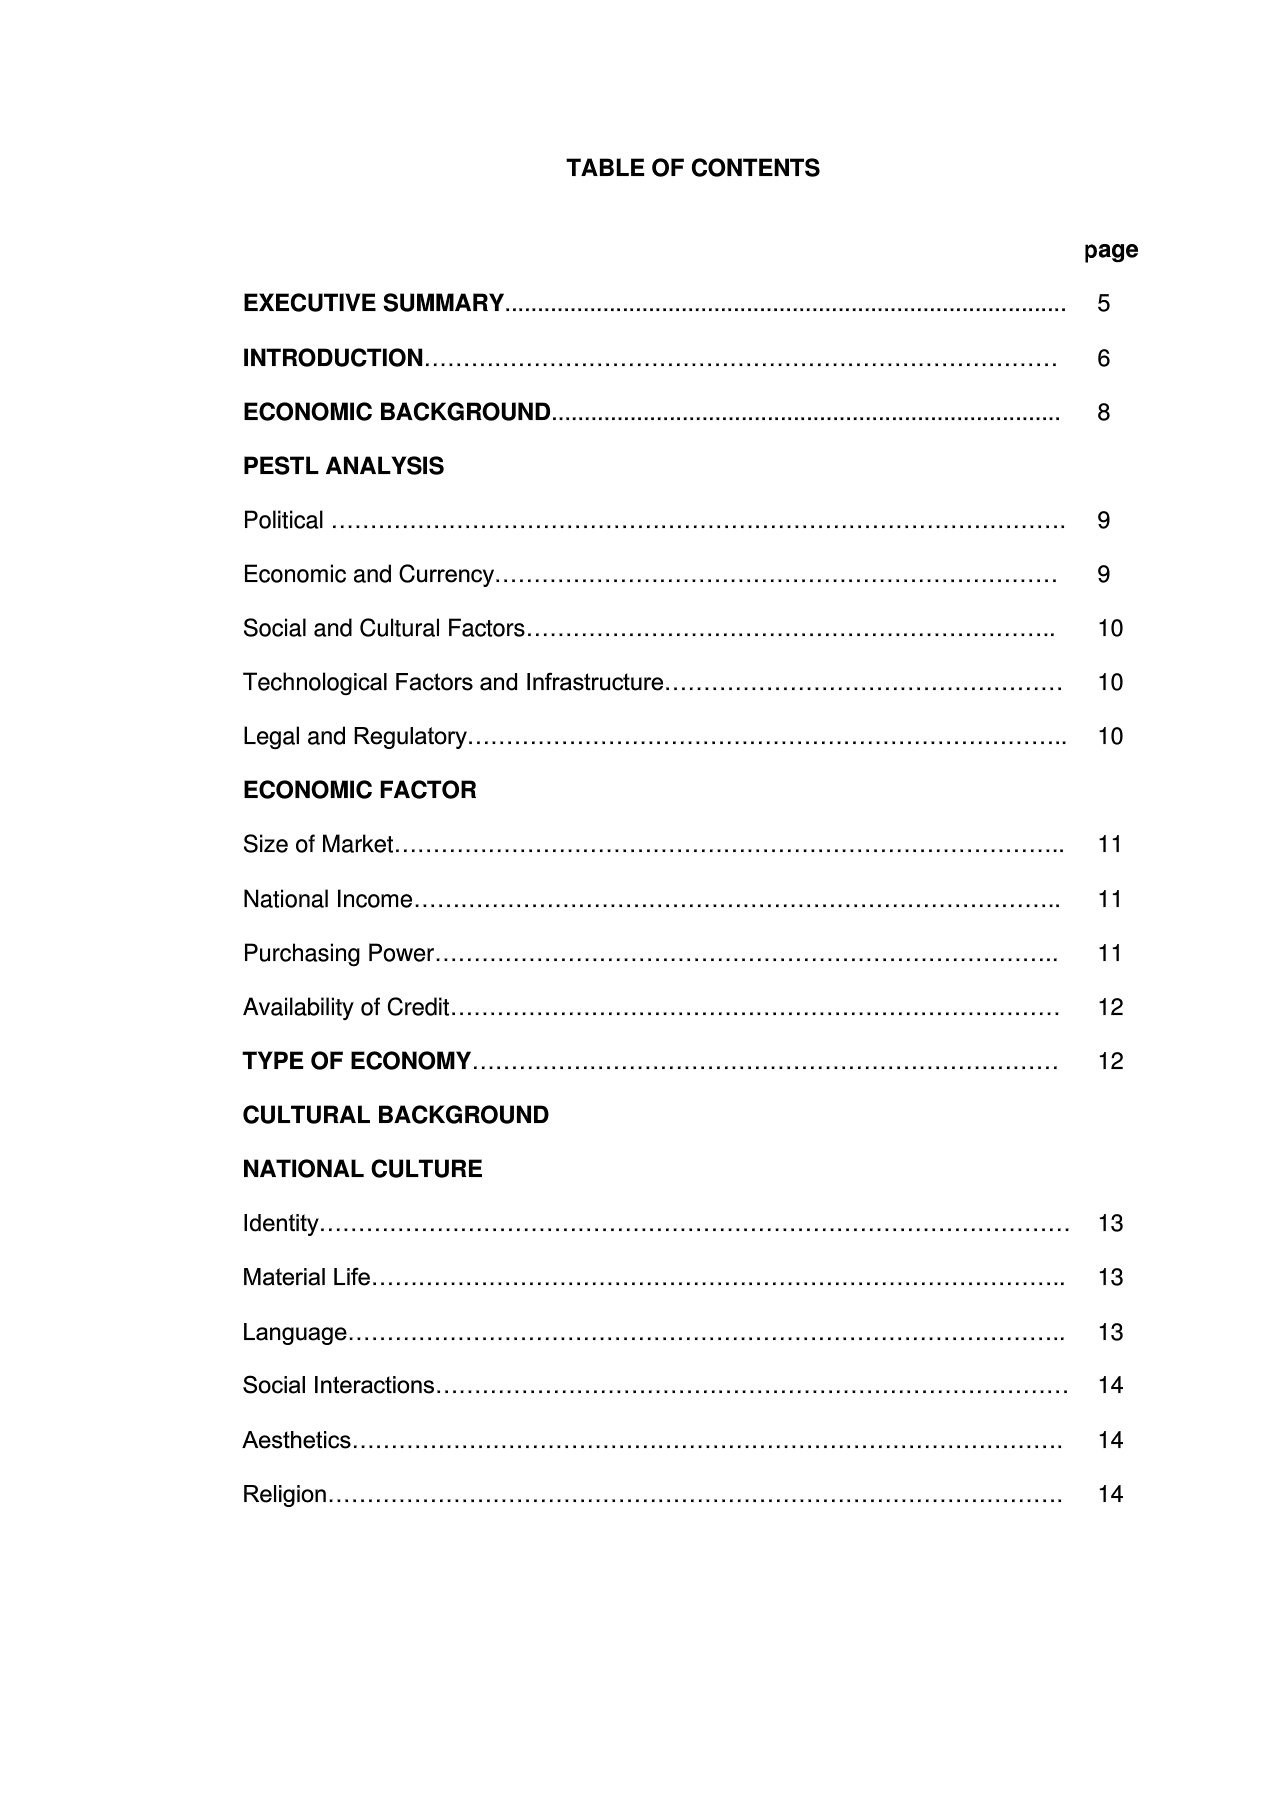 TABLE OF CONTENTS
page
EXECUTIVE SUMMARY...................................................................................... 5
INTRODUCTION……………………………………………………………………… 6
ECONOMIC BACKGROUND.............................................................................. 8
PESTL ANALYSIS
Political …………………………………………………………………………………. 9
Economic and Currency……………………………………………………………… 9
Social and Cultural Factors………………………………………………………….. 10
Technological Factors and Infrastructure…………………………………………… 10
Legal and Regulatory………………………………………………………………... 10
ECONOMIC FACTOR
Size of Market………………………………………………………………………….. 11
National Income……………………………………………………………………….. 11
Purchasing Power…………………………………………………………………….. 11
Availability of Credit…………………………………………………………………… 12
TYPE OF ECONOMY………………………………………………………………… 12
CULTURAL BACKGROUND
NATIONAL CULTURE
Identity…………………………………………………………………………………… 13
Material Life…………………………………………………………………………….. 13
Language……………………………………………………………………………….. 13
Social Interactions……………………………………………………………………… 14
Aesthetics………………………………………………………………………………. 14
Religion…………………………………………………………………………………. 14